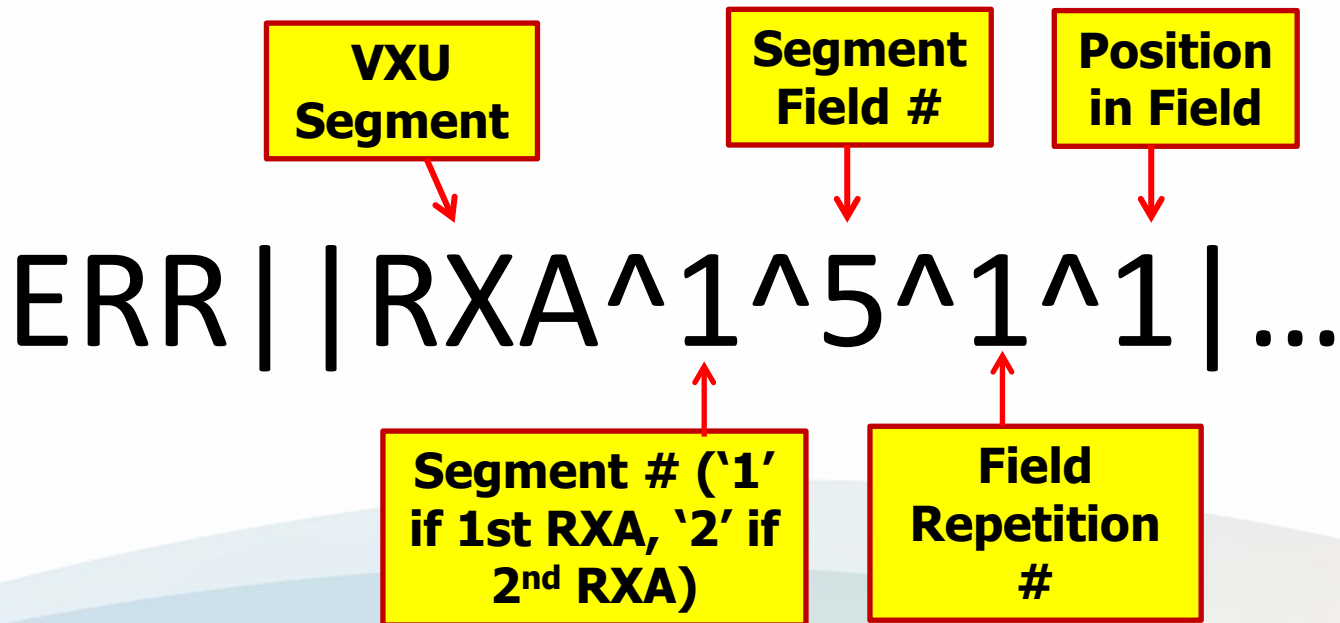 VXU
Segment
Segment
Field #
Position
in Field
ERR||RXA^1^5^1^1|...
Segment # (‘1’
if 1st RXA, ‘2’ if
2nd RXA)
Field
Repetition
#